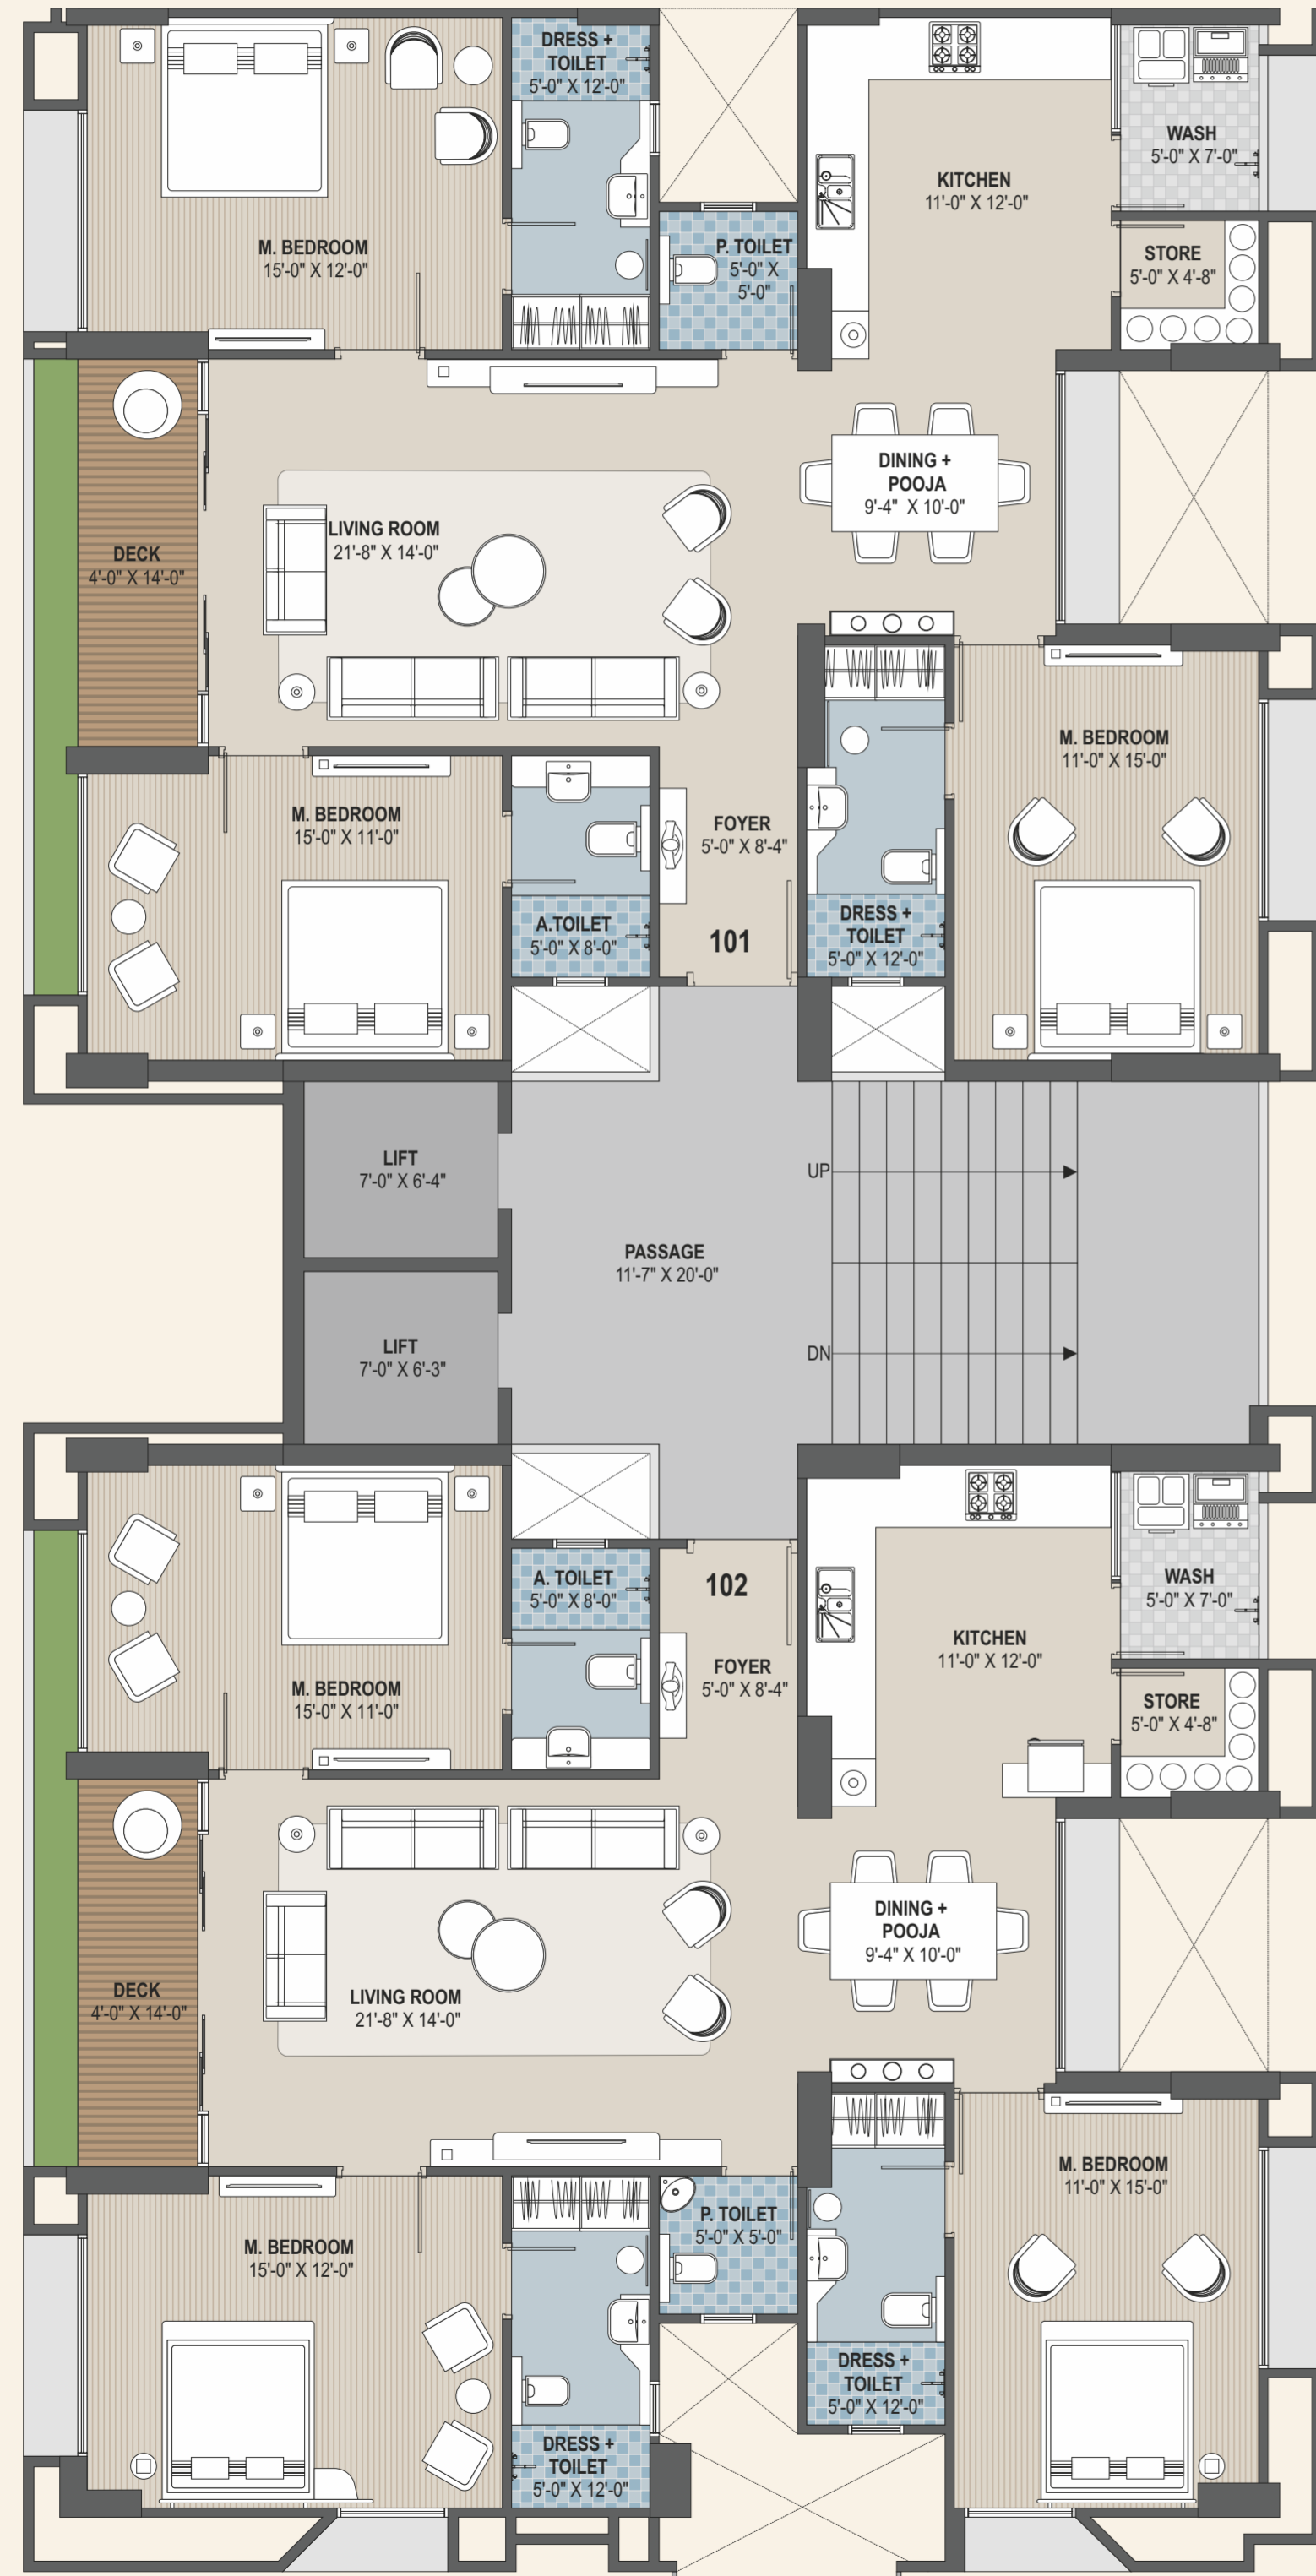 DRESS +
TOILET
5'-0" X 12'-0"
WASH
5'-0" X 7'-0"
KITCHEN
11'-0" X 12'-0"
M. BEDROOM
15'-0" X 12'-0"
P. TOILET
5'-0" X
5'-0"
STORE
5'-0" X 4'-8"
DINING +
POOJA
9'-4" X 10'-0"
LIVING ROOM
21'-8" X 14'-0"
DECK
4'-0" X 14'-0"
M. BEDROOM
11'-0" X 15'-0"
M. BEDROOM
15'-0" X 11'-0"
FOYER
5'-0" X 8'-4"
A.TOILET
5'-0" X 8'-0"
101
DRESS +
TOILET
5'-0" X 12'-0"
LIFT
7'-0" X 6'-4"
UP
PASSAGE
11'-7" X 20'-0"
LIFT
7'-0" X 6'-3"
DN
A. TOILET
5'-0" X 8'-0"
102
WASH
5'-0" X 7'-0"
KITCHEN
11'-0" X 12'-0"
FOYER
5'-0" X 8'-4"
M. BEDROOM
15'-0" X 11'-0"
STORE
5'-0" X 4'-8"
DINING +
POOJA
9'-4" X 10'-0"
DECK
4'-0" X 14'-0"
LIVING ROOM
21'-8" X 14'-0"
M. BEDROOM
11'-0" X 15'-0"
P. TOILET
5'-0" X 5'-0"
M. BEDROOM
15'-0" X 12'-0"
DRESS +
TOILET
5'-0" X 12'-0"
DRESS +
TOILET
5'-0" X 12'-0"